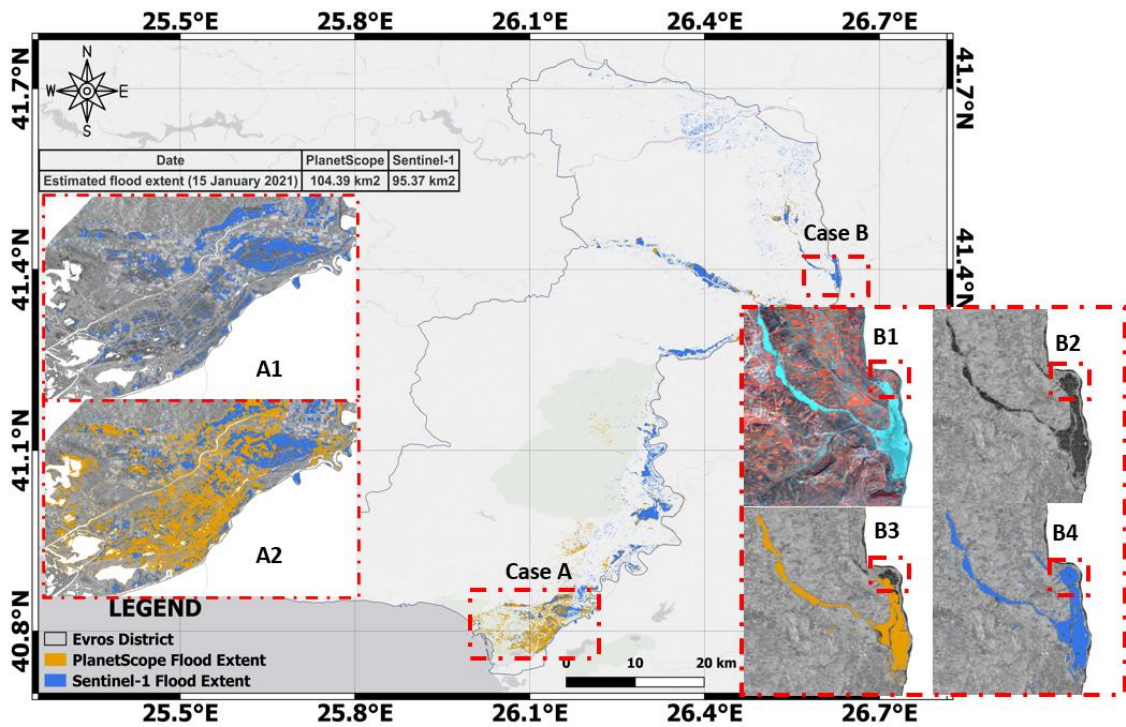 25.5°E 25.8°E 26.1°E 26.4°E 26.7°E
41.7°N 41.7°N
N
W E
S
Date PlanetScope Sentinel-1
Estimated flood extent (15 January 2021) 104.39 km2 95.37 km2
Case B
41.4°N 41.4°N
A1
B1 B2
41.1°N 41.1°N
A2
B3 B4
Case A
LEGEND
40.8°N 40.8°N
Evros District
PlanetScope Flood Extent
Sentinel-1 Flood Extent
0 10 20 km
25.5°E 25.8°E 26.1°E 26.4°E 26.7°E